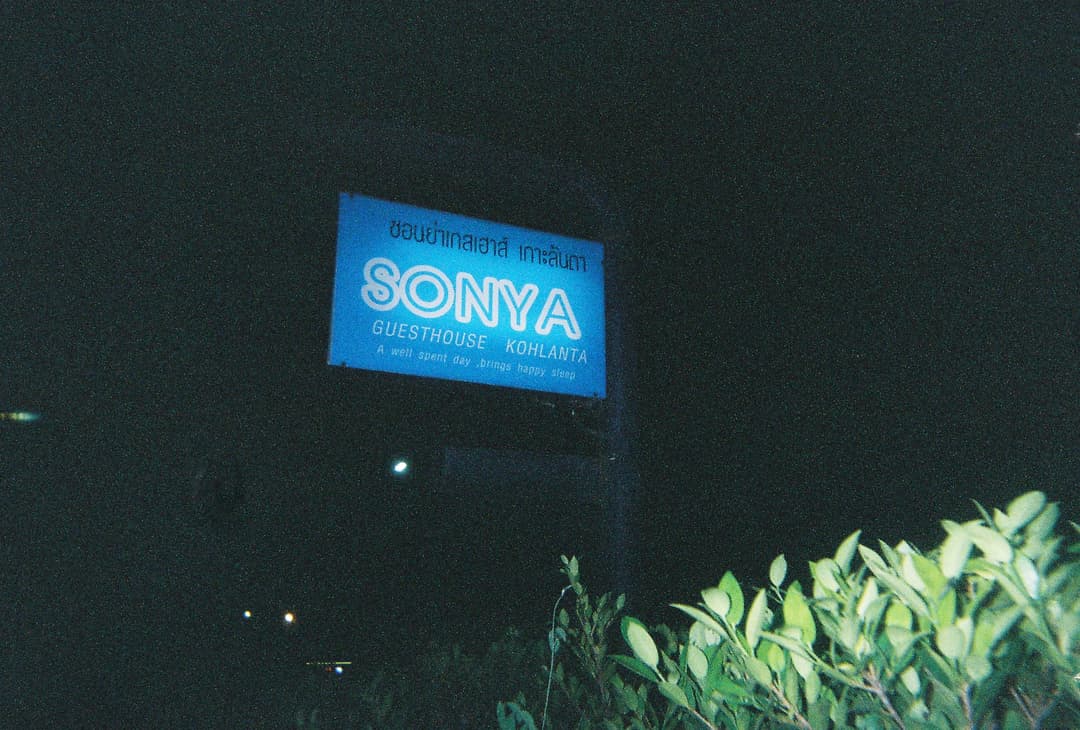 ซอนย่าเกสเฮาส์ เกาะลันตา
SONYA
GUESTHOUSE KOHLANTA
A well spent day ,brings happy sleep